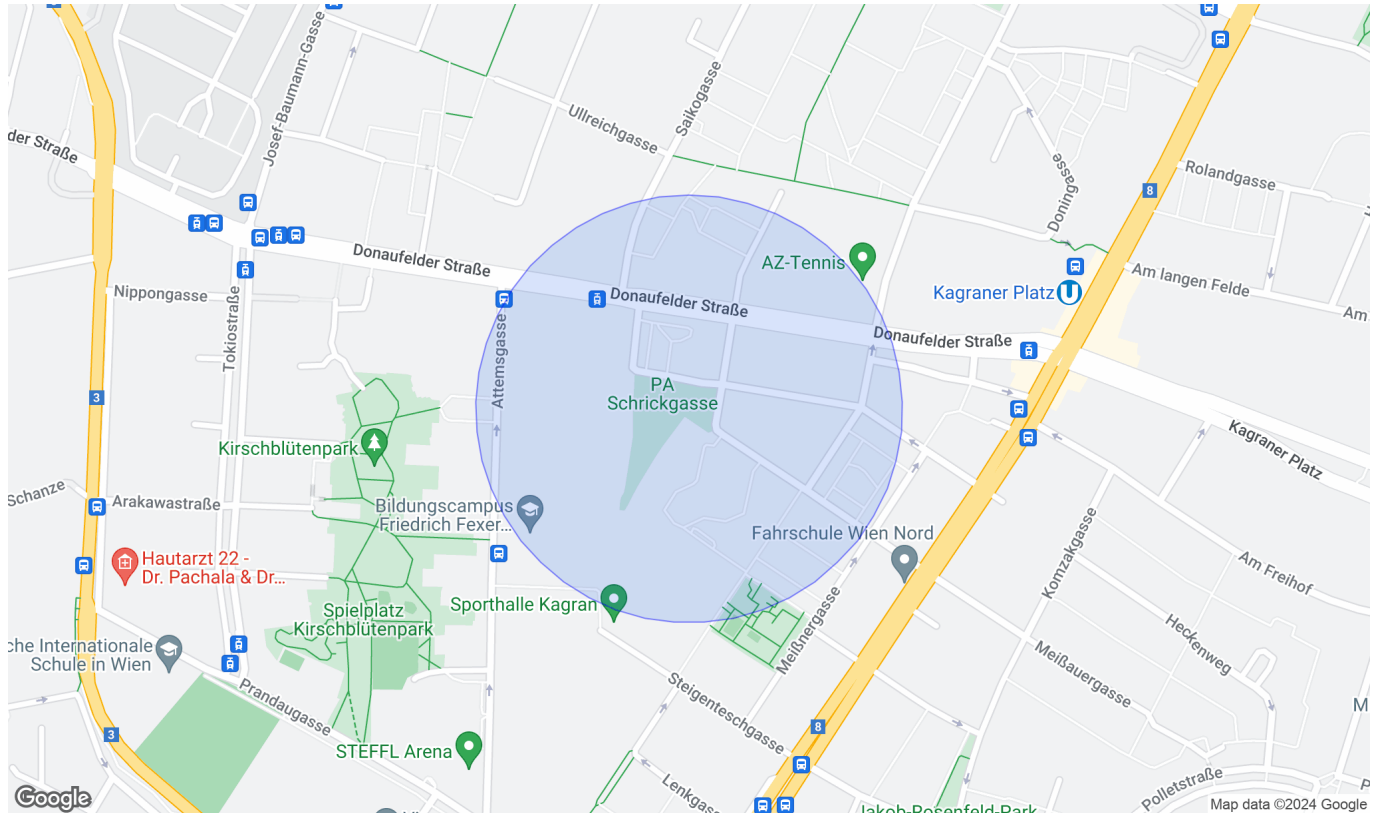 Josef-Baumann-Gasse
Saikogasse
Ullreichgasse
der Straße
Doningasse
Rolandgasse
8
Donaufelder Straße
AZ-Tennis
Am langen Felde
Kagraner Platz
Nippongasse
Donaufelder Straße
Am
Tokiostraße
Attemsgasse
Donaufelder Straße
3
PA
Schrickgasse
Kagraner Platz
Kirschblütenpark
Schanze
Arakawastraße
Bildungscampus
Friedrich Fexer...
Fahrschule Wien Nord
Komzakgasse
Hautarzt 22 -
Dr. Pachala & Dr...
Am Freihof
Spielplatz
Kirschblütenpark
Sporthalle Kagran
Meißnergasse
Heckenweg
che Internationale
Schule in Wien
Meißauergasse
Prandaugasse
Steigenteschgasse
M
3
8
STEFFL Arena
Lenkgasse
Polletstraße
P
Google
Jakob-Rosenfeld-Park
Map data ©2024 Google